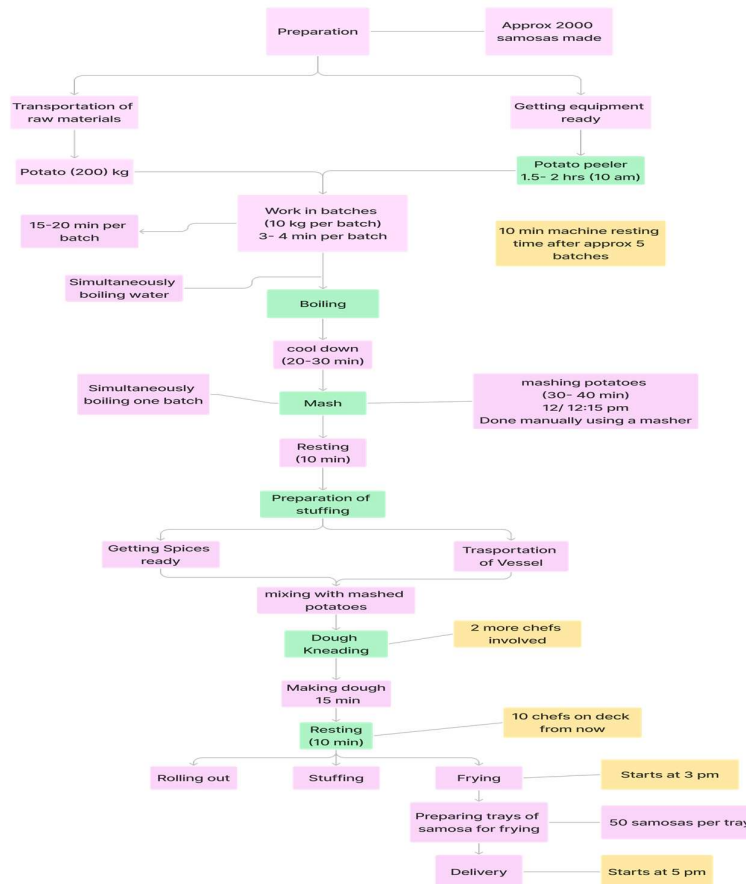 Preparation
Approx 2000
samosas made
Transportation of
raw materials
Getting equipment
ready
Potato (200) kg
Potato peeler
1.5- 2 hrs (10 am)
15-20 min per
batch
Work in batches
(10 kg per batch)
3- 4 min per batch
10 min machine resting
time after approx 5
batches
Simultaneously
boiling water
Boiling
cool down
(20-30 min)
Simultaneously
boiling one batch
Mash
mashing potatoes
(30- 40 min)
12/ 12:15 pm
Done manually using a masher
Resting
(10 min)
Preparation of
stuffing
Getting Spices
ready
Trasportation
of Vessel
mixing with mashed
potatoes
2 more chefs
involved
Dough
Kneading
Making dough
15 min
10 chefs on deck
from now
Resting
(10 min)
Rolling out
Stuffing
Frying
Starts at 3 pm
Preparing trays of
samosa for frying
50 samosas per tray
Delivery
Starts at 5 pm